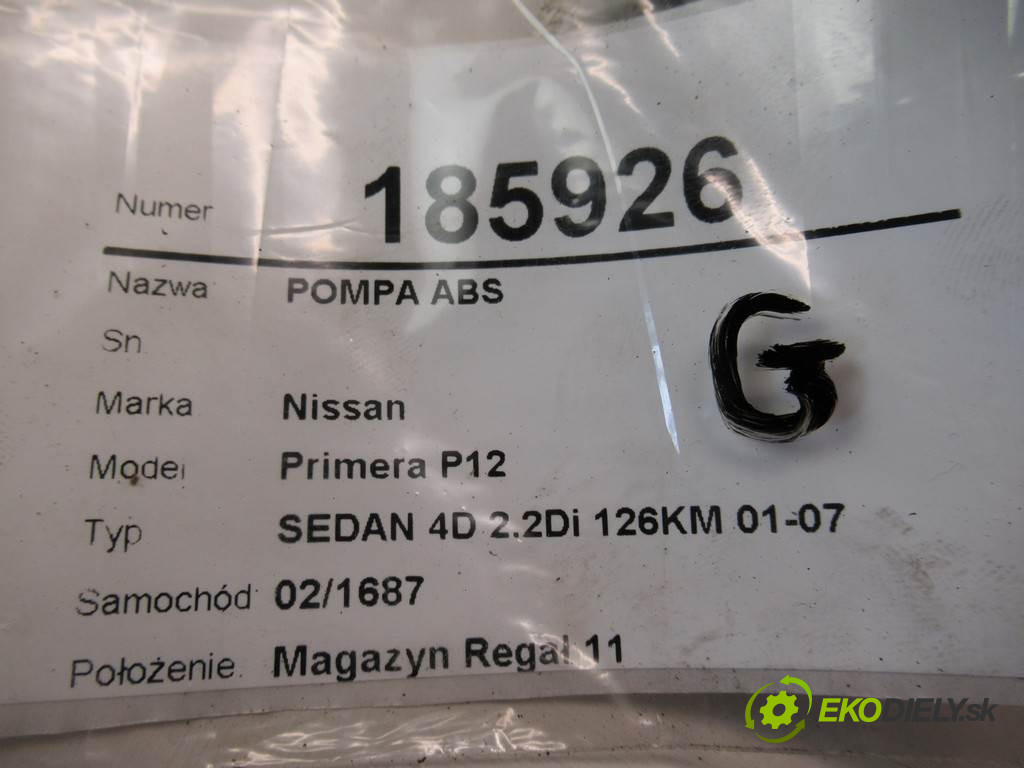 Numer 185926
Nazwa POMPA ABS
Sn
G
Marka Nissan
Model Primera P12
Typ SEDAN 4D 2.2Di 126KM 01-07
Samochód 02/1687
Położenie. Magazyn Regał 11
EKODIELY.sk